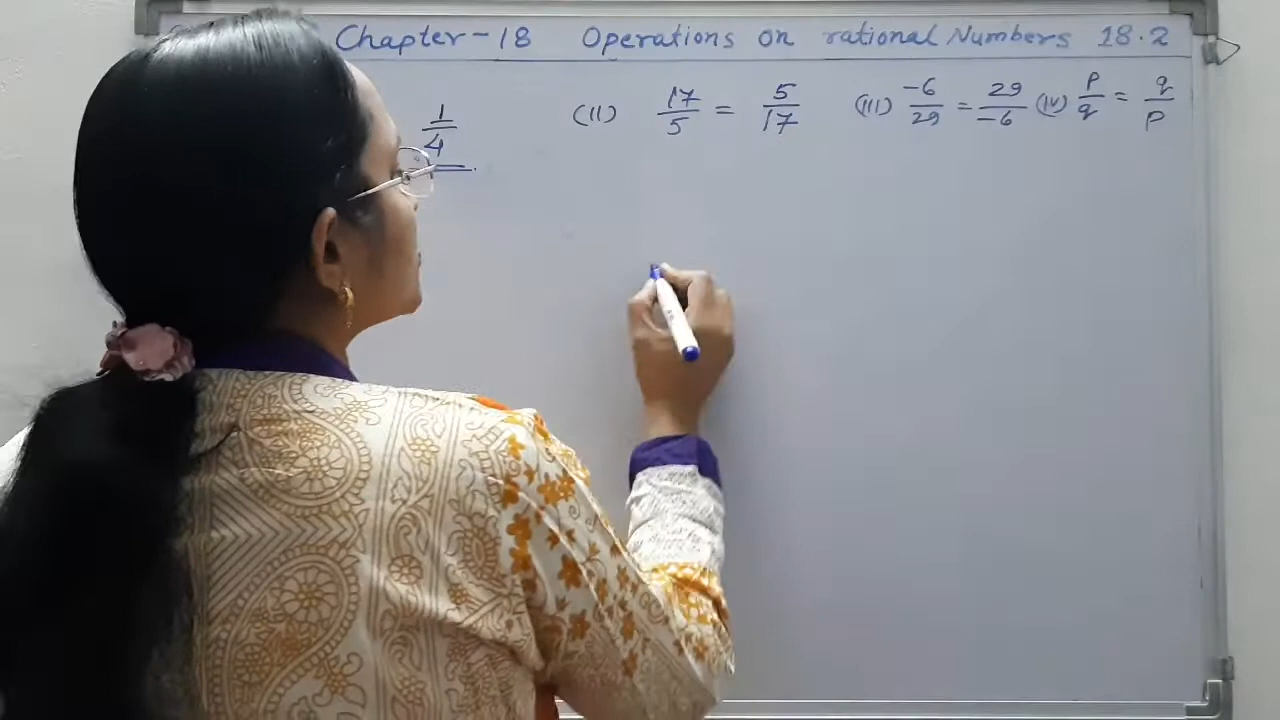 Chapter-18 Operations on rational Numbers 18.2
1/4 (II) 17/5 = 5/17 (III) -6/29 = 29/-6 (IV) p/q = q/p